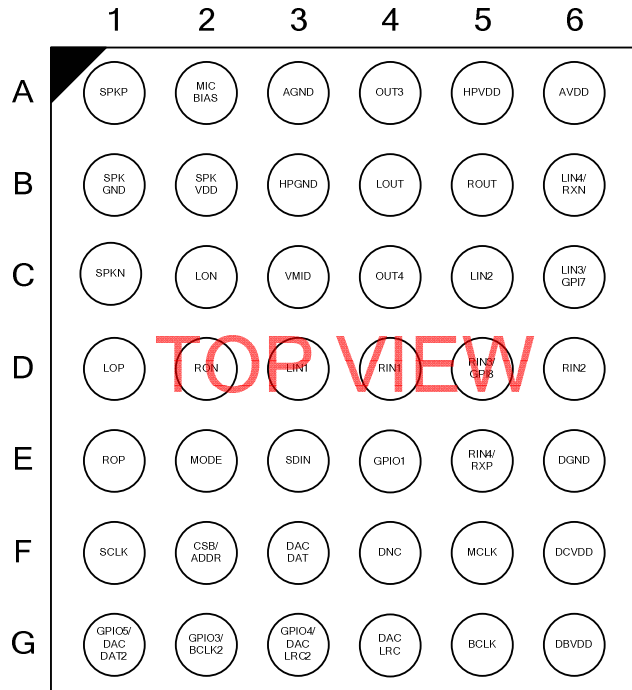 1 2 3 4 5 6
A
SPKP
MIC
BIAS
AGND
OUT3
HPVDD
AVDD
B
SPK
GND
SPK
VDD
HPGND
LOUT
ROUT
LIN4/
RXN
C
SPKN
LON
VMID
OUT4
LIN2
LIN3/
GPI7
D
LOP
RON
LIN1
RIN1
RIN3/
GPI8
RIN2
TOP VIEW
E
ROP
MODE
SDIN
GPIO1
RIN4/
RXP
DGND
F
SCLK
CSB/
ADDR
DAC
DAT
DNC
MCLK
DCVDD
G
GPIO5/
DAC
DAT2
GPIO3/
BCLK2
GPIO4/
DAC
LRC2
DAC
LRC
BCLK
DBVDD